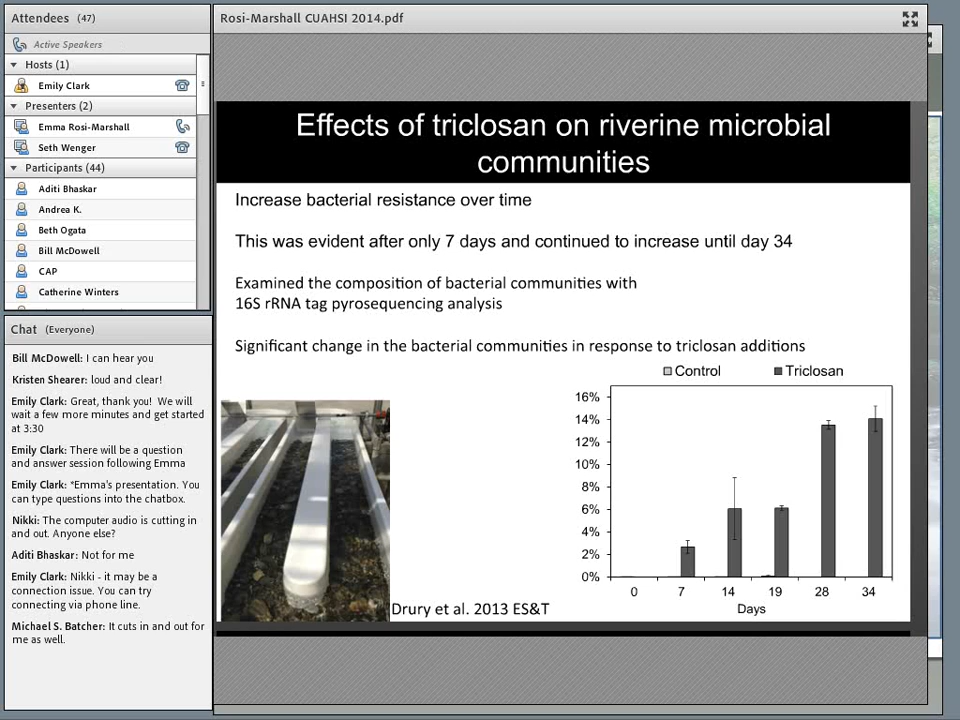 Attendees (47)
Active Speakers
Hosts (1)
Emily Clark
Presenters (2)
Emma Rosi-Marshall
Seth Wenger
Participants (44)
Aditi Bhaskar
Andrea K.
Beth Ogata
Bill McDowell
CAP
Catherine Winters
Chat (Everyone)
Bill McDowell: I can hear you
Kristen Shearer: loud and clear!
Emily Clark: Great, thank you! We will
wait a few more minutes and get started
at 3:30
Emily Clark: There will be a question
and answer session following Emma
Emily Clark: *Emma's presentation. You
can type questions into the chatbox.
Nikki: The computer audio is cutting in
and out. Anyone else?
Aditi Bhaskar: Not for me
Emily Clark: Nikki - it may be a
connection issue. You can try
connecting via phone line.
Michael S. Batcher: It cuts in and out for
me as well.
Rosi-Marshall CUAHSI 2014.pdf
Effects of triclosan on riverine microbial
communities
Increase bacterial resistance over time
This was evident after only 7 days and continued to increase until day 34
Examined the composition of bacterial communities with
16S rRNA tag pyrosequencing analysis
Significant change in the bacterial communities in response to triclosan additions
Control Triclosan
16%
14%
12%
10%
8%
6%
4%
2%
0%
0 7 14 19 28 34
Days
Drury et al. 2013 ES&T